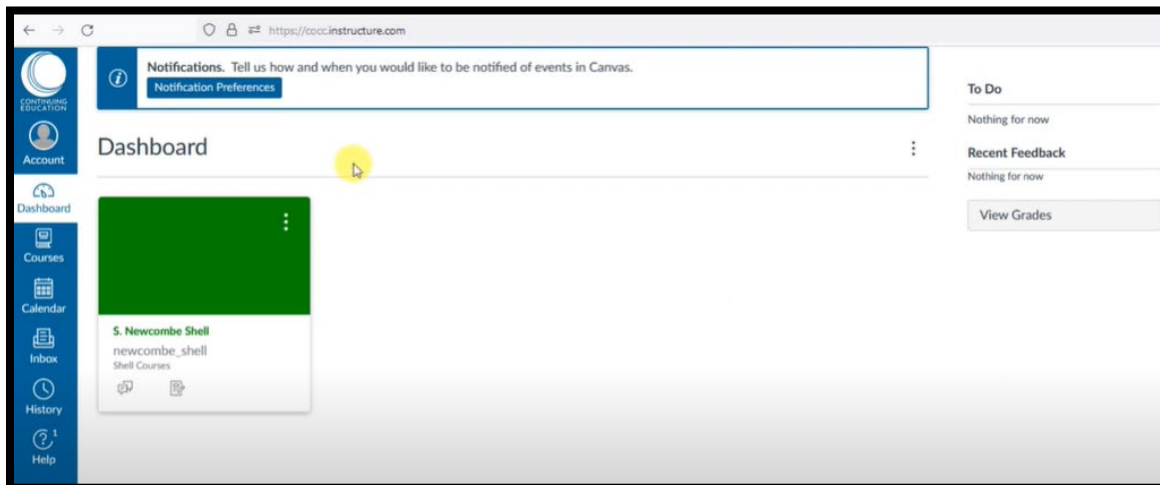 https://cocc.instructure.com
CONTINUING
EDUCATION
Account
Dashboard
Courses
Calendar
Inbox
History
1
Help
Notifications. Tell us how and when you would like to be notified of events in Canvas.
Notification Preferences
Dashboard
S. Newcombe Shell
newcombe_shell
Shell Courses
To Do
Nothing for now
Recent Feedback
Nothing for now
View Grades